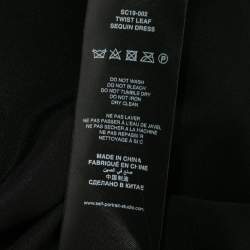 SC19-002
TWIST LEAF
SEQUIN DRESS
DO NOT WASH
DO NOT BLEACH
DO NOT TUMBLE DRY
DO NOT IRON
DRY CLEAN
NE PAS LAVER
NE PAS PASSER A L'EAU DE JAVEL
NE PAS SECHER A LA MACHINE
NE PAS REPASSER
NETTOYAGE À SEC
MADE IN CHINA
FABRIQUÉ EN CHINE
صنع في الصين
中国制造
СДЕЛАНО В КИТАЕ
www.self-portrait-studio.com